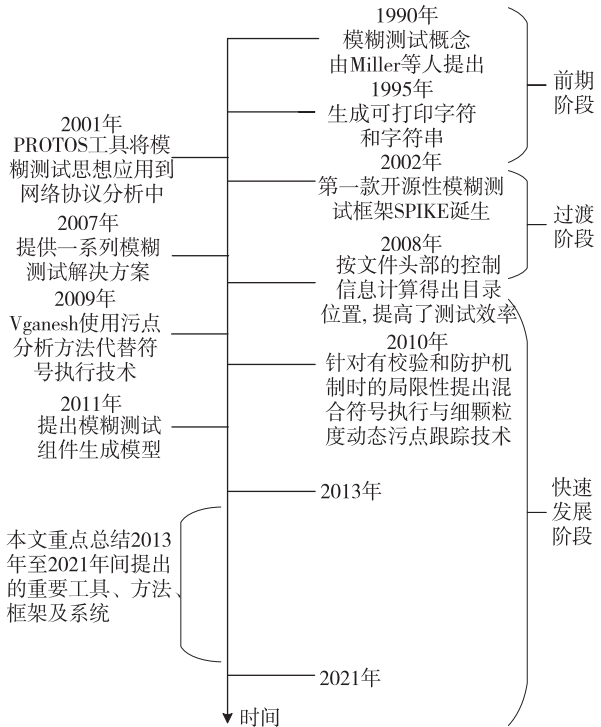 1990年
模糊测试概念
由Miller等人提出
1995年
生成可打印字符
和字符串
前期
阶段
2001年
PROTOS工具将模
糊测试思想应用到
网络协议分析中
2002年
第一款开源性模糊测
试框架SPIKE诞生
过渡
阶段
2007年
提供一系列模糊
测试解决方案
2008年
按文件头部的控制
信息计算得出目录
位置,提高了测试效率
2009年
Vganesh使用污点
分析方法代替符
号执行技术
2010年
针对有校验和防护机
制时的局限性提出混
合符号执行与细颗粒
度动态污点跟踪技术
2011年
提出模糊测试
组件生成模型
2013年
快速
发展
阶段
本文重点总结2013
年至2021年间提出
的重要工具、方法、
框架及系统
2021年
时间